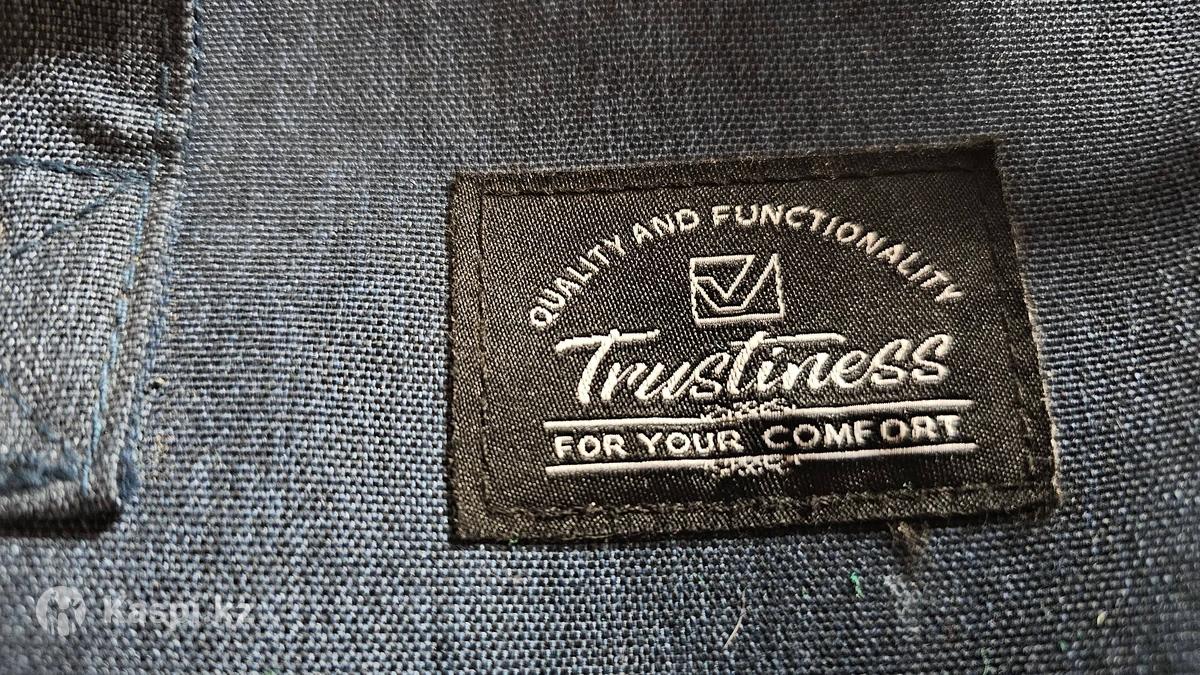 QUALITY AND FUNCTIONALITY
Trustiness
FOR YOUR COMFORT
Kaspi.kz